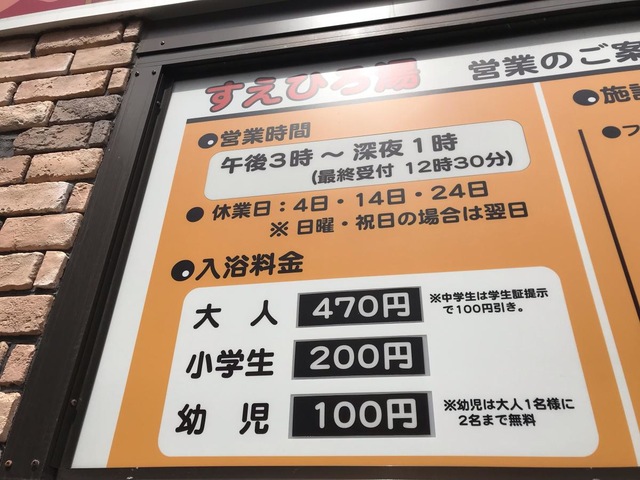 すえひろ湯
営業のご案
●営業時間
午後3時～深夜1時
(最終受付 12時30分)
●休業日：4日・14日・24日
※日曜・祝日の場合は翌日
●入浴料金
大人 470円
※中学生は学生証提示
で100円引き。
小学生 200円
幼児 100円
※幼児は大人1名様に
2名まで無料
●施設